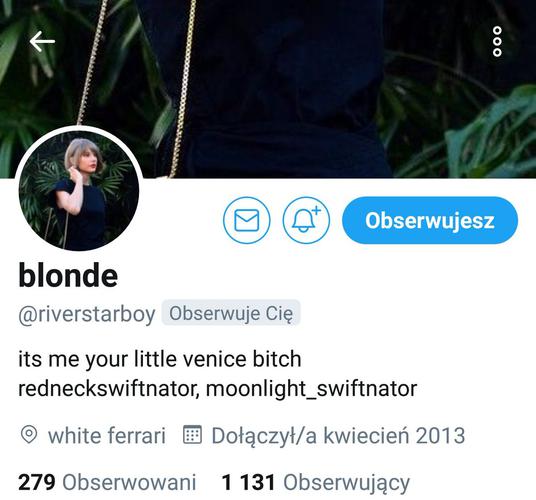 Obserwujesz
blonde
@riverstarboy Obserwuje Cię
its me your little venice bitch
redneckswiftnator, moonlight_swiftnator
white ferrari Dołączył/a kwiecień 2013
279 Obserwowani 1 131 Obserwujący